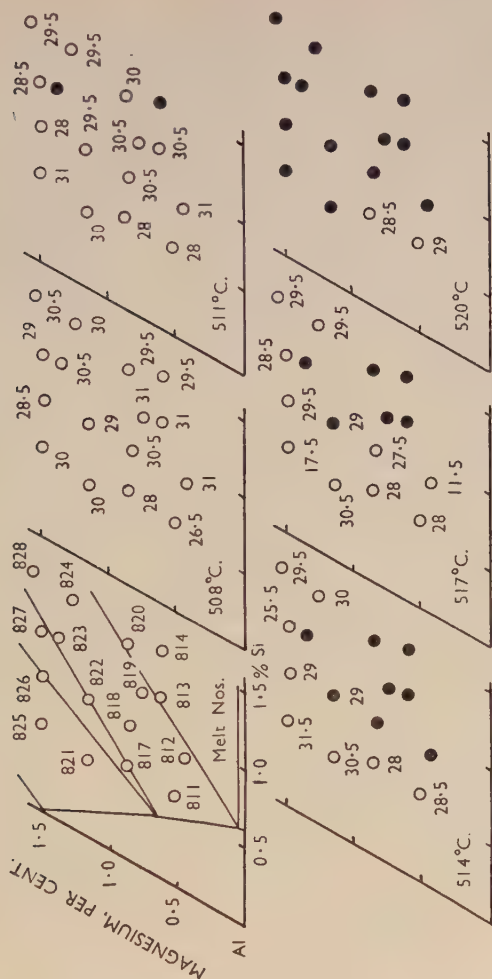 MAGNESIUM, PER CENT.
1·5
1·0
0·5
Al
0·5
1·0
1·5
% Si
825 826 827 828
821 822 823 824
817 818 819 820
811 812 813 814
Melt Nos.
30 28·5 29 30·5
30 29 30·5 30
28 30·5 31 29·5
26·5 31 31 29·5
508°C.
31 28 28·5 29·5
30 29·5 29·5
28 30·5 30·5 30
28 31 30·5
511°C.
31·5 29 25·5 29·5
30·5 29 30
28
28·5
514°C.
17·5 29·5 28·5 29·5
30·5 29 29·5
28 27·5
28 11·5
517°C.
28·5
29
520°C